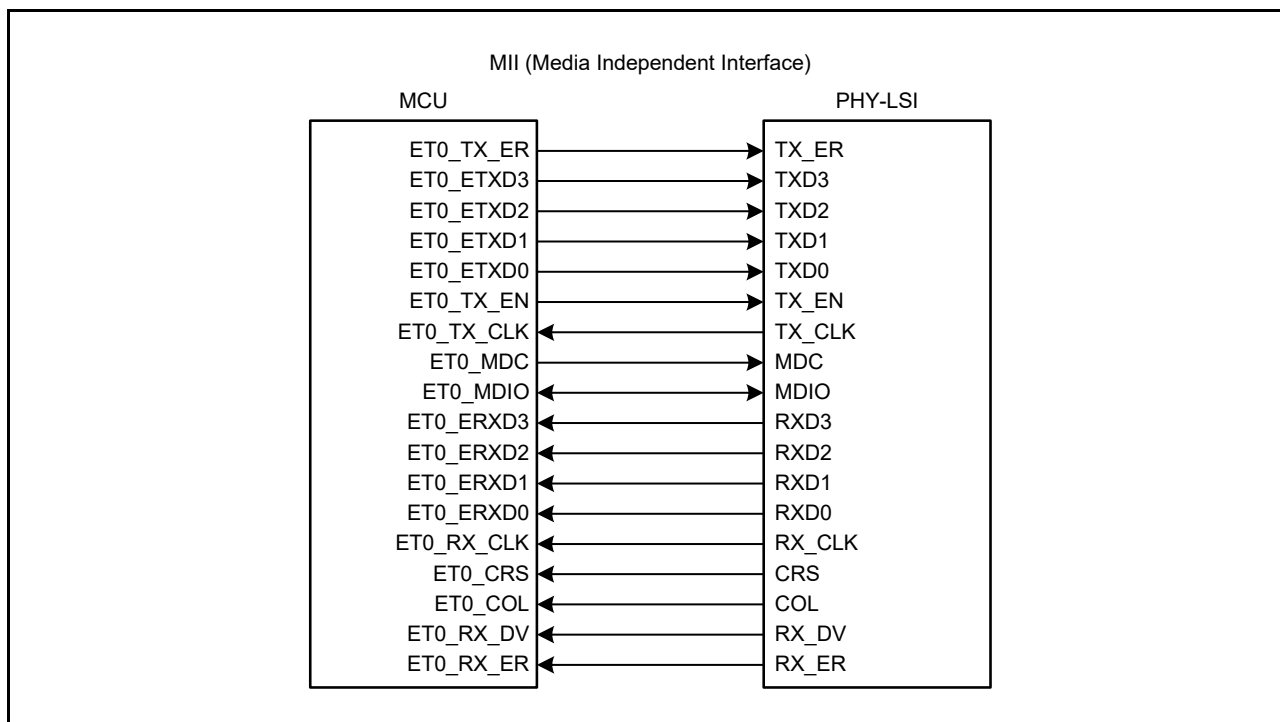 MII (Media Independent Interface)
MCU PHY-LSI
ET0_TX_ER TX_ER
ET0_ETXD3 TXD3
ET0_ETXD2 TXD2
ET0_ETXD1 TXD1
ET0_ETXD0 TXD0
ET0_TX_EN TX_EN
ET0_TX_CLK TX_CLK
ET0_MDC MDC
ET0_MDIO MDIO
ET0_ERXD3 RXD3
ET0_ERXD2 RXD2
ET0_ERXD1 RXD1
ET0_ERXD0 RXD0
ET0_RX_CLK RX_CLK
ET0_CRS CRS
ET0_COL COL
ET0_RX_DV RX_DV
ET0_RX_ER RX_ER